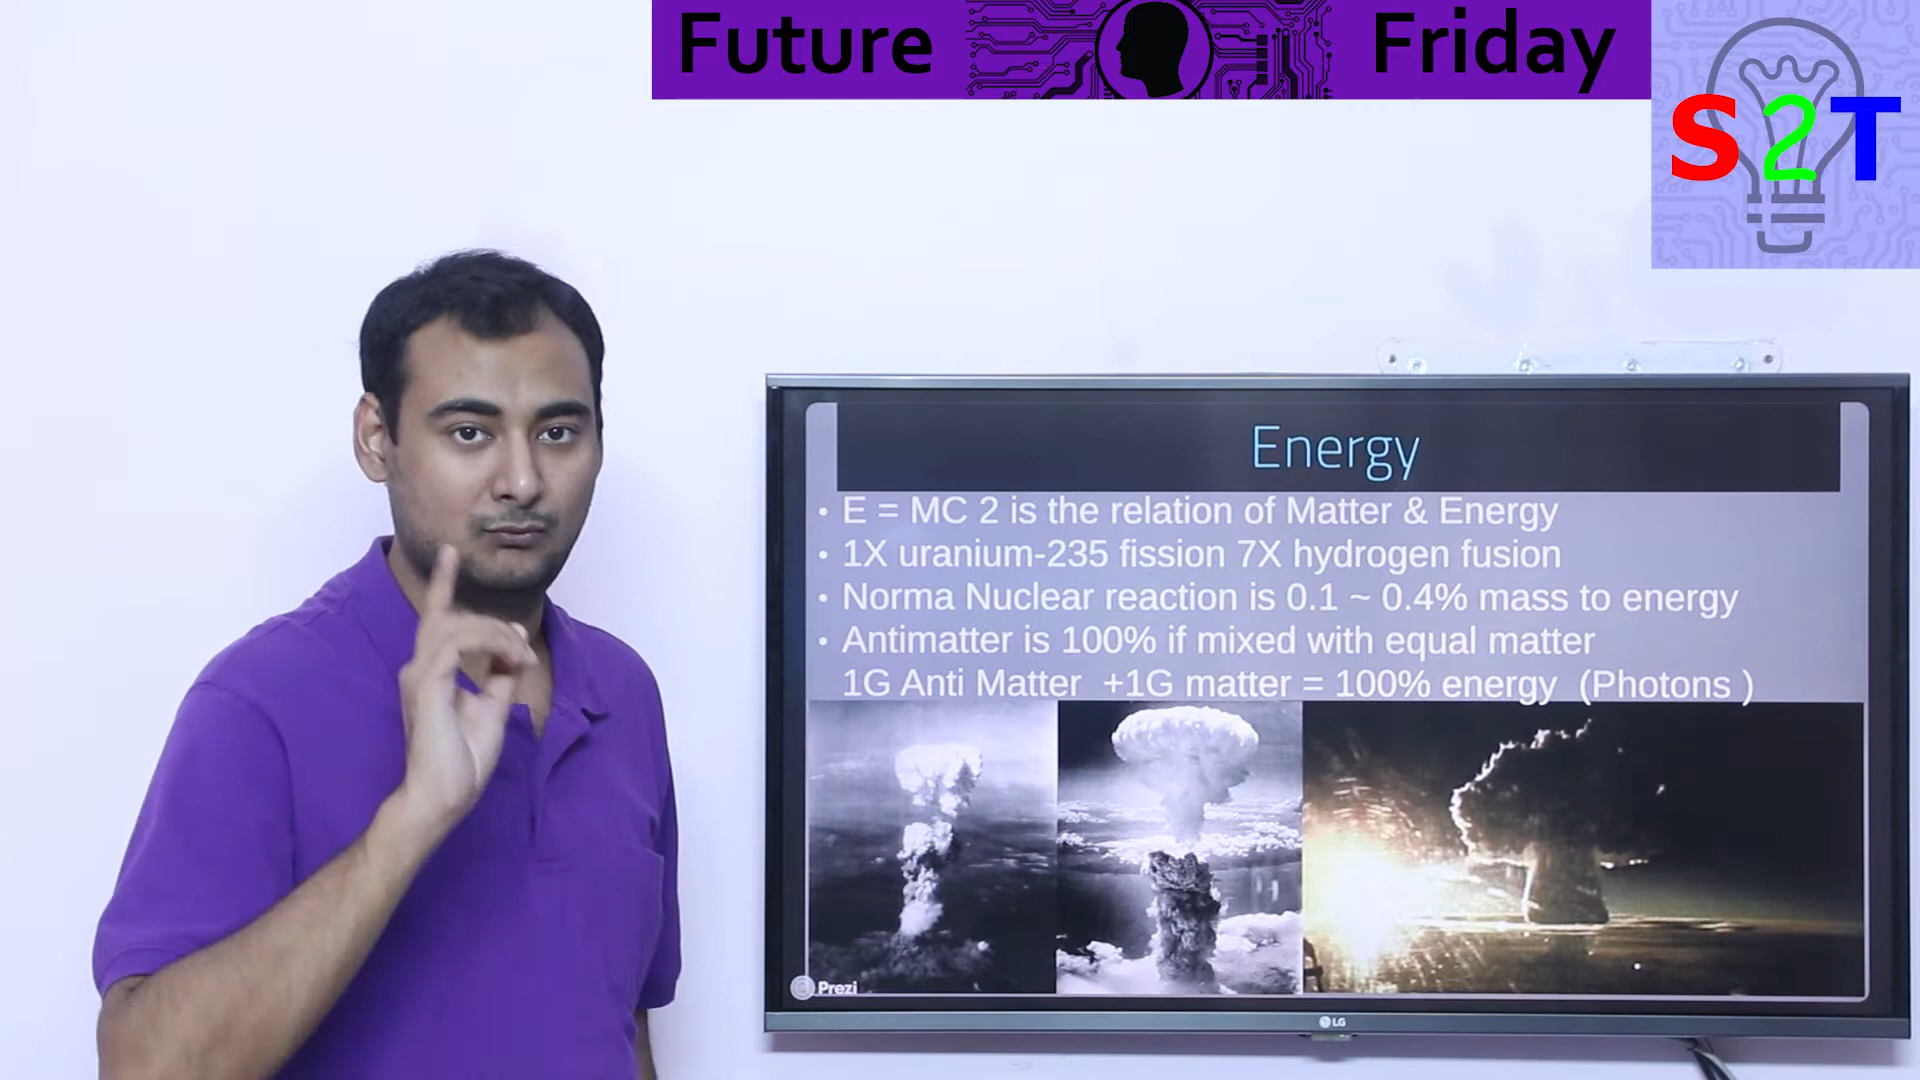 Future Friday
S2T
Energy
• E = MC 2 is the relation of Matter & Energy
• 1X uranium-235 fission 7X hydrogen fusion
• Norma Nuclear reaction is 0.1 ~ 0.4% mass to energy
• Antimatter is 100% if mixed with equal matter
1G Anti Matter +1G matter = 100% energy (Photons )
Prezi
LG